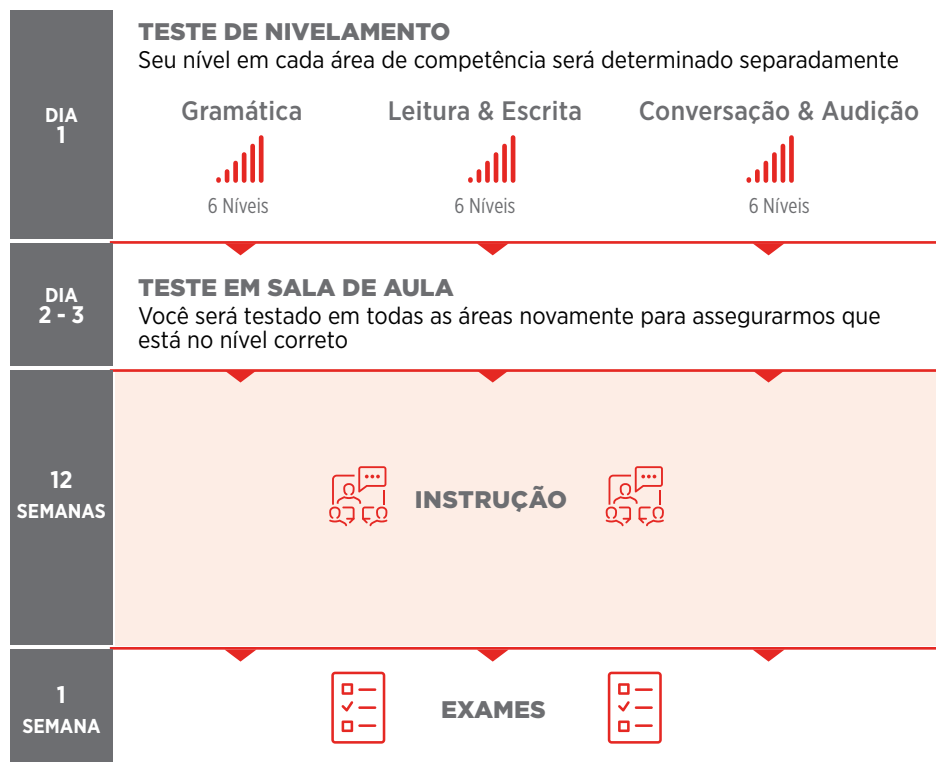 DIA
1
TESTE DE NIVELAMENTO
Seu nível em cada área de competência será determinado separadamente
Gramática
Leitura & Escrita
Conversação & Audição
6 Níveis
6 Níveis
6 Níveis
DIA
2 - 3
TESTE EM SALA DE AULA
Você será testado em todas as áreas novamente para assegurarmos que
está no nível correto
12
SEMANAS
INSTRUÇÃO
1
SEMANA
EXAMES